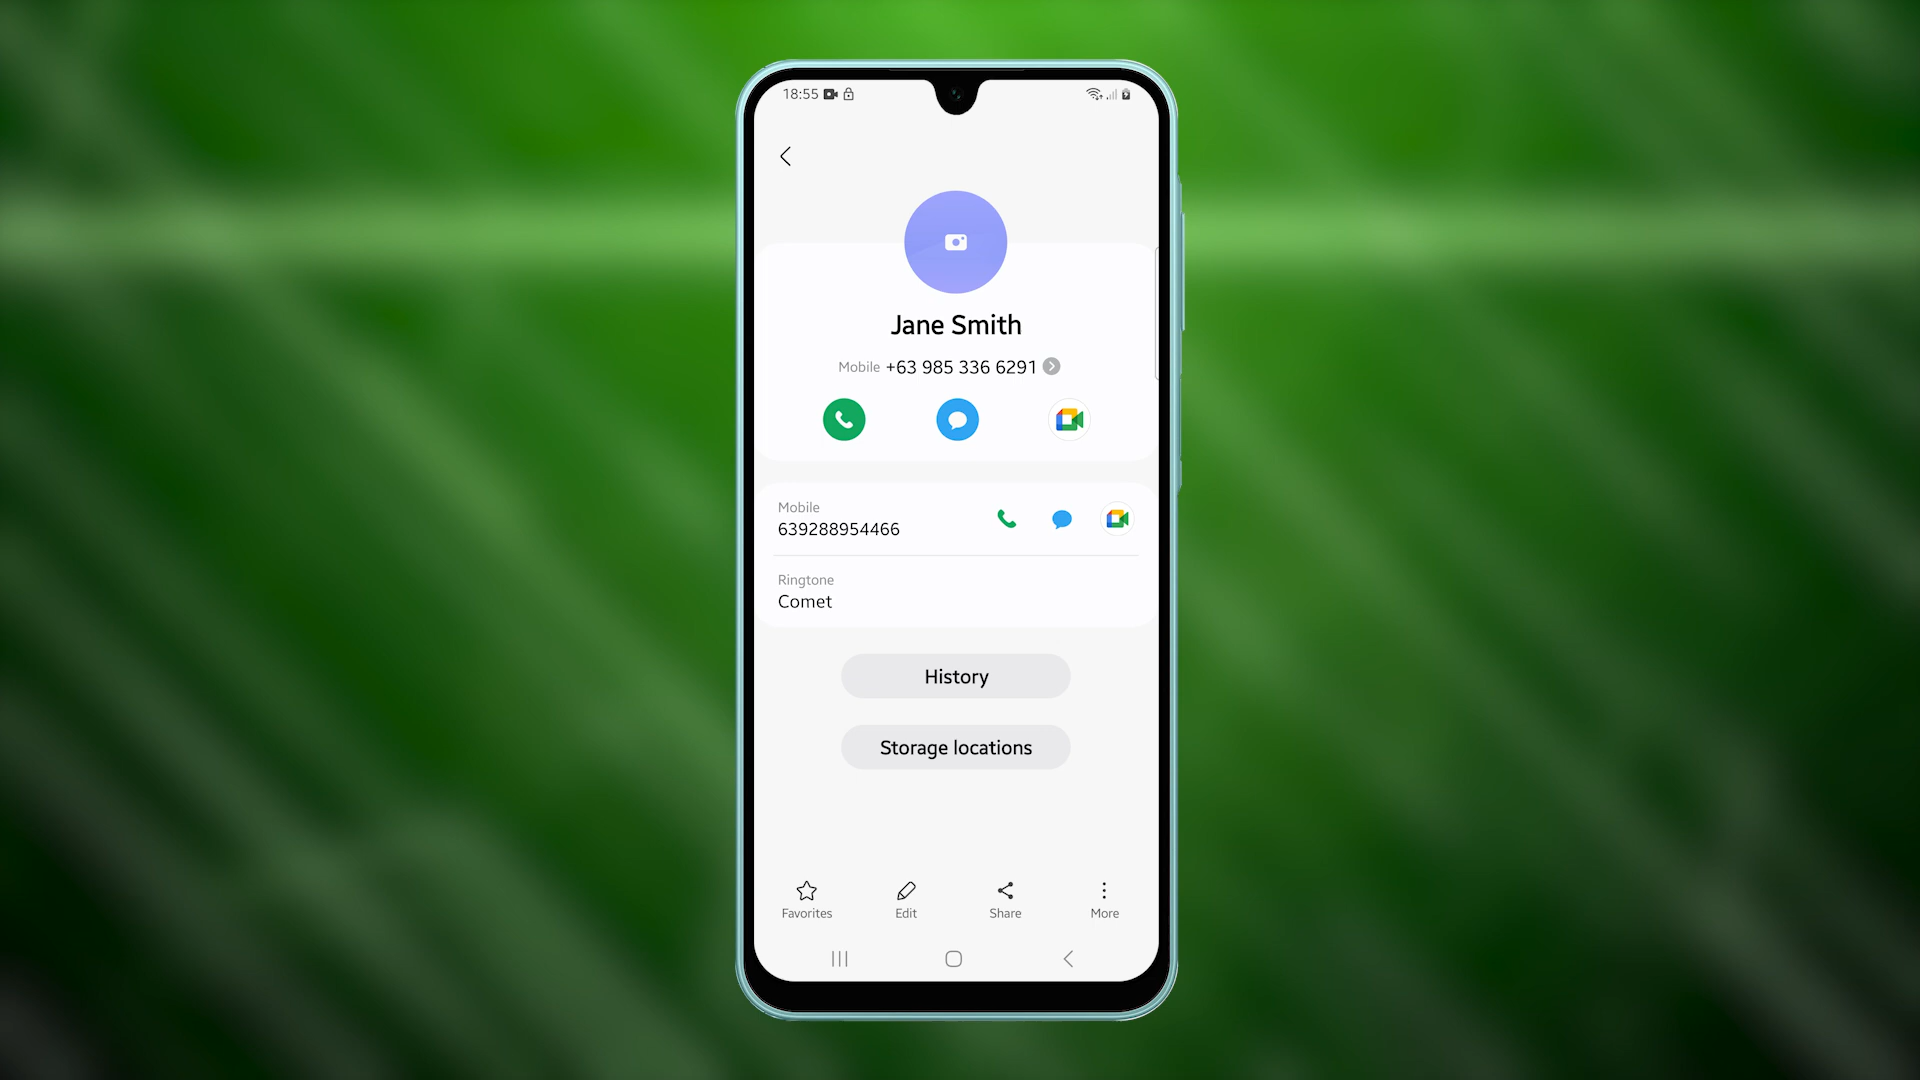 18:55
Jane Smith
Mobile +63 985 336 6291
Mobile
639288954466
Ringtone
Comet
History
Storage locations
Favorites Edit Share More